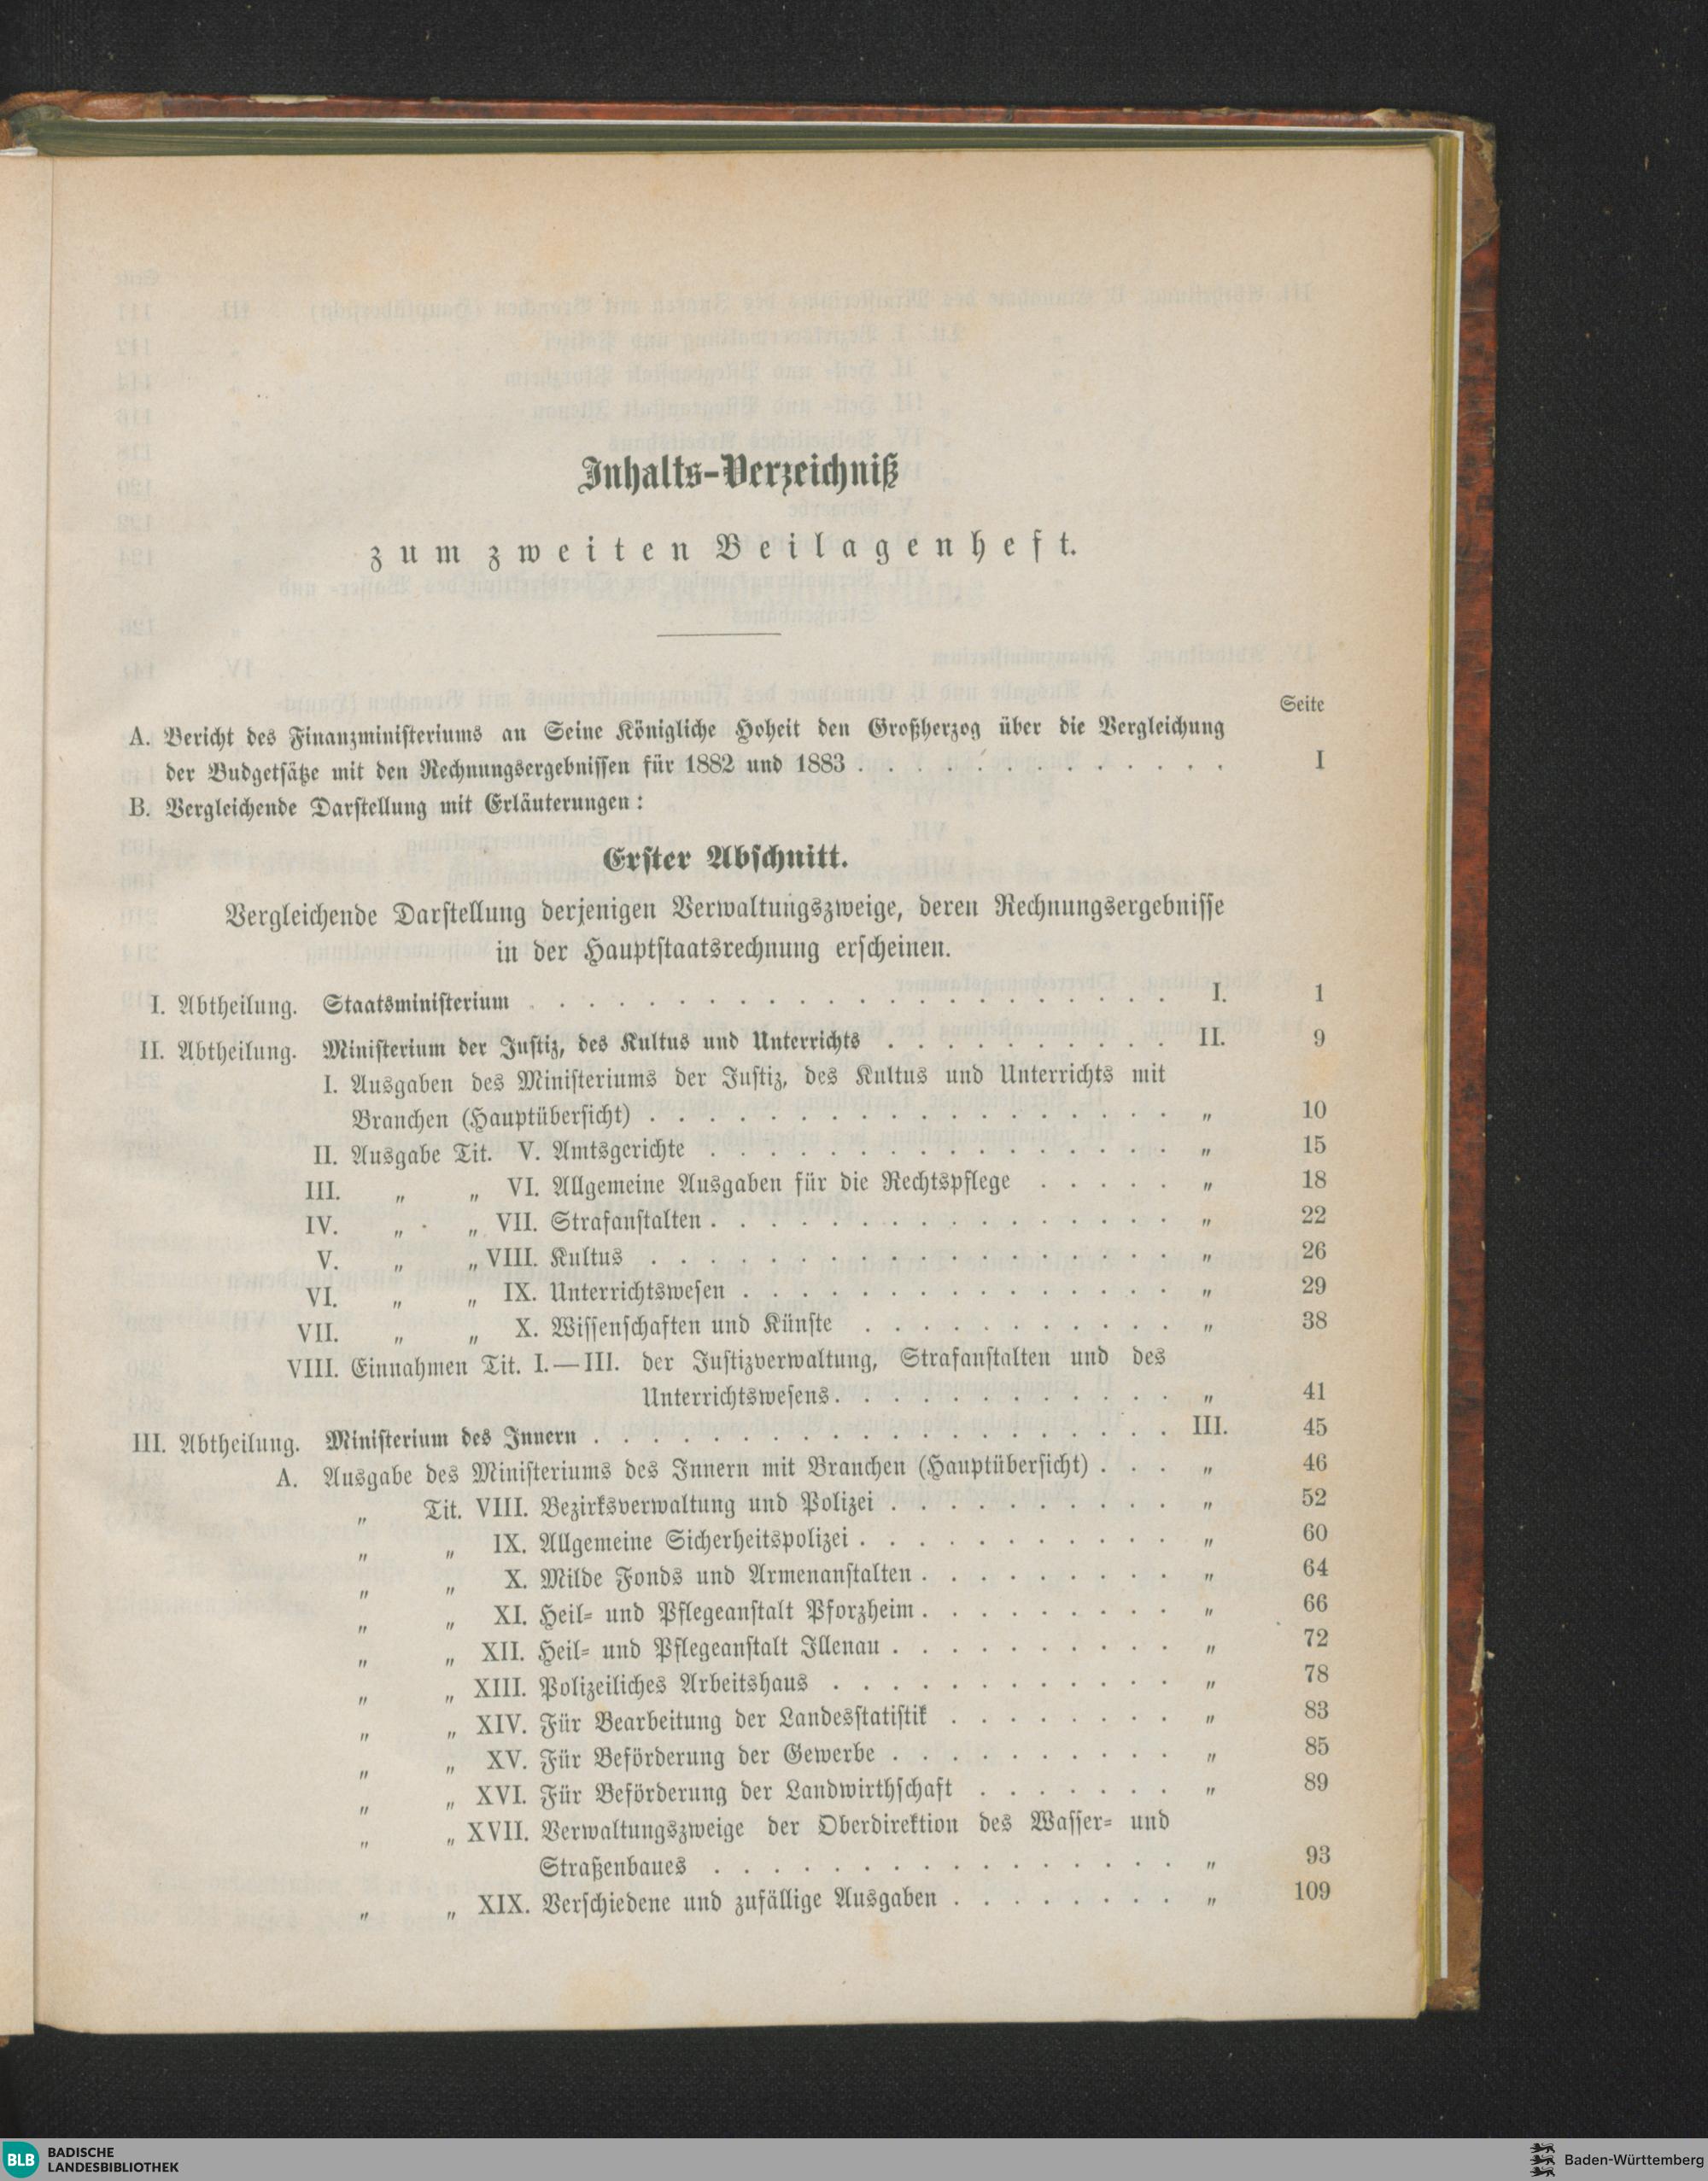 Inhalts-Verzeichniß
zum zweiten Beilagenheft.
Seite
A. Bericht des Finanzministeriums an Seine Königliche Hoheit den Großherzog über die Vergleichung
der Budgetsätze mit den Rechnungsergebnissen für 1882 und 1883 . . . . . . . . . . . . . I
B. Vergleichende Darstellung mit Erläuterungen:
Erster Abschnitt.
Vergleichende Darstellung derjenigen Verwaltungszweige, deren Rechnungsergebnisse
in der Hauptstaatsrechnung erscheinen.
I. Abtheilung. Staatsministerium . . . . . . . . . . . . . . . . . . . . . . I. 1
II. Abtheilung. Ministerium der Justiz, des Kultus und Unterrichts . . . . . . . . . . II. 9
I. Ausgaben des Ministeriums der Justiz, des Kultus und Unterrichts mit
Branchen (Hauptübersicht) . . . . . . . . . . . . . . . . . . „ 10
II. Ausgabe Tit. V. Amtsgerichte . . . . . . . . . . . . . . . . „ 15
III. „ „ VI. Allgemeine Ausgaben für die Rechtspflege . . . . . „ 18
IV. „ „ VII. Strafanstalten . . . . . . . . . . . . . . . . „ 22
V. „ „ VIII. Kultus . . . . . . . . . . . . . . . . . . „ 26
VI. „ „ IX. Unterrichtswesen . . . . . . . . . . . . . . . „ 29
VII. „ „ X. Wissenschaften und Künste . . . . . . . . . . . „ 38
VIII. Einnahmen Tit. I.—III. der Justizverwaltung, Strafanstalten und des
Unterrichtswesens . . . . . . . . . . . . „ 41
III. Abtheilung. Ministerium des Innern . . . . . . . . . . . . . . . . . . . . III. 45
A. Ausgabe des Ministeriums des Innern mit Branchen (Hauptübersicht) . . . „ 46
„ Tit. VIII. Bezirksverwaltung und Polizei . . . . . . . . . . „ 52
„ „ IX. Allgemeine Sicherheitspolizei . . . . . . . . . . . „ 60
„ „ X. Milde Fonds und Armenanstalten . . . . . . . . . „ 64
„ „ XI. Heil- und Pflegeanstalt Pforzheim . . . . . . . . . „ 66
„ „ XII. Heil- und Pflegeanstalt Illenau . . . . . . . . . . „ 72
„ „ XIII. Polizeiliches Arbeitshaus . . . . . . . . . . . . „ 78
„ „ XIV. Für Bearbeitung der Landesstatistik . . . . . . . . „ 83
„ „ XV. Für Beförderung der Gewerbe . . . . . . . . . . „ 85
„ „ XVI. Für Beförderung der Landwirthschaft . . . . . . . „ 89
„ „ XVII. Verwaltungszweige der Oberdirektion des Wasser- und
Straßenbaues . . . . . . . . . . . . . . . . „ 93
„ „ XIX. Verschiedene und zufällige Ausgaben . . . . . . . . „ 109
BLB BADISCHE
LANDESBIBLIOTHEK
Baden-Württemberg